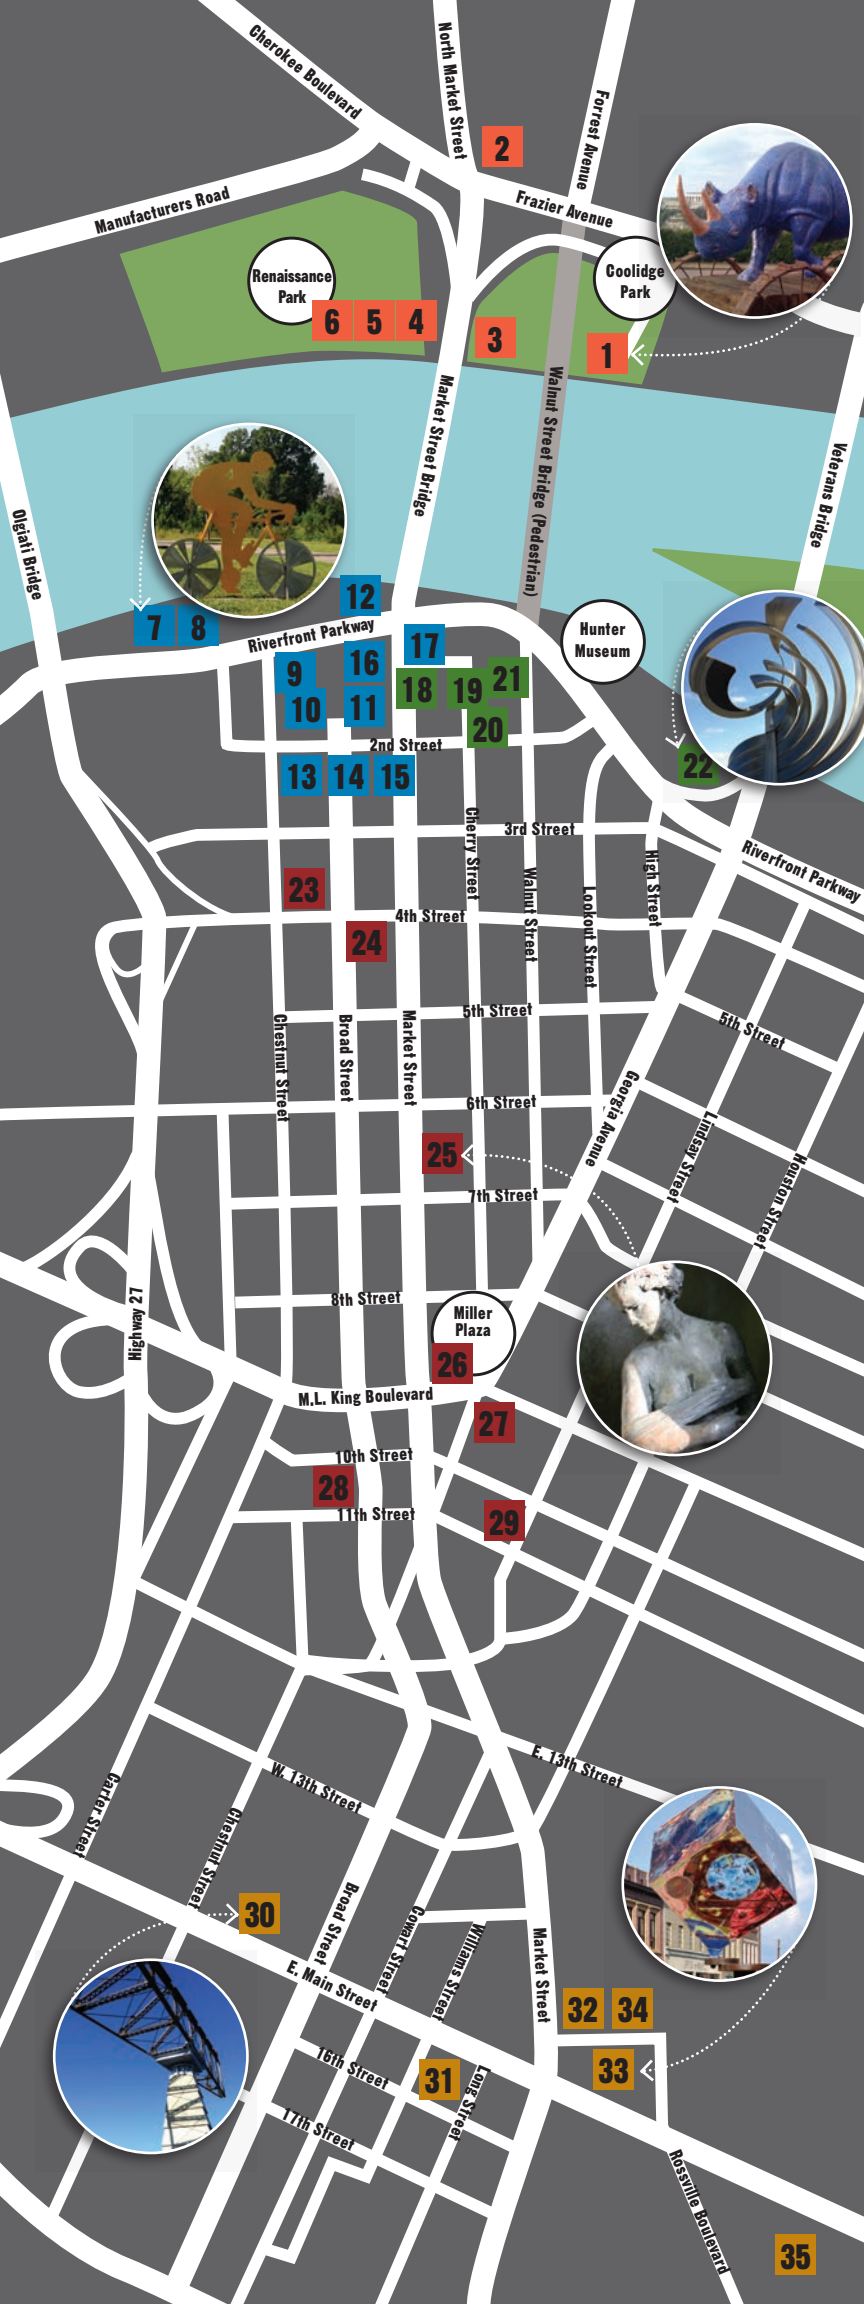 Cherokee Boulevard
North Market Street
Forrest Avenue
2
Manufacturers Road
Frazier Avenue
Renaissance
Park
Coolidge
Park
6 5 4
3
1
Market Street Bridge
Walnut Street Bridge (Pedestrian)
Veterans Bridge
Olgiati Bridge
12
7 8
Riverfront Parkway
Hunter
Museum
17
9
16
18
19
21
10
11
20
2nd Street
22
13 14 15
3rd Street
Cherry Street
Walnut Street
Lookout Street
High Street
Riverfront Parkway
23
4th Street
24
5th Street
5th Street
Chestnut Street
Broad Street
Market Street
6th Street
Georgia Avenue
Lindsay Street
Houston Street
25
7th Street
8th Street
Highway 27
Miller
Plaza
26
M.L. King Boulevard
27
10th Street
28
11th Street
29
E. 13th Street
W. 13th Street
Carter Street
Chestnut Street
30
Broad Street
Cowart Street
Williams Street
Market Street
E. Main Street
32 34
33
16th Street
31
Long Street
17th Street
Rossville Boulevard
35